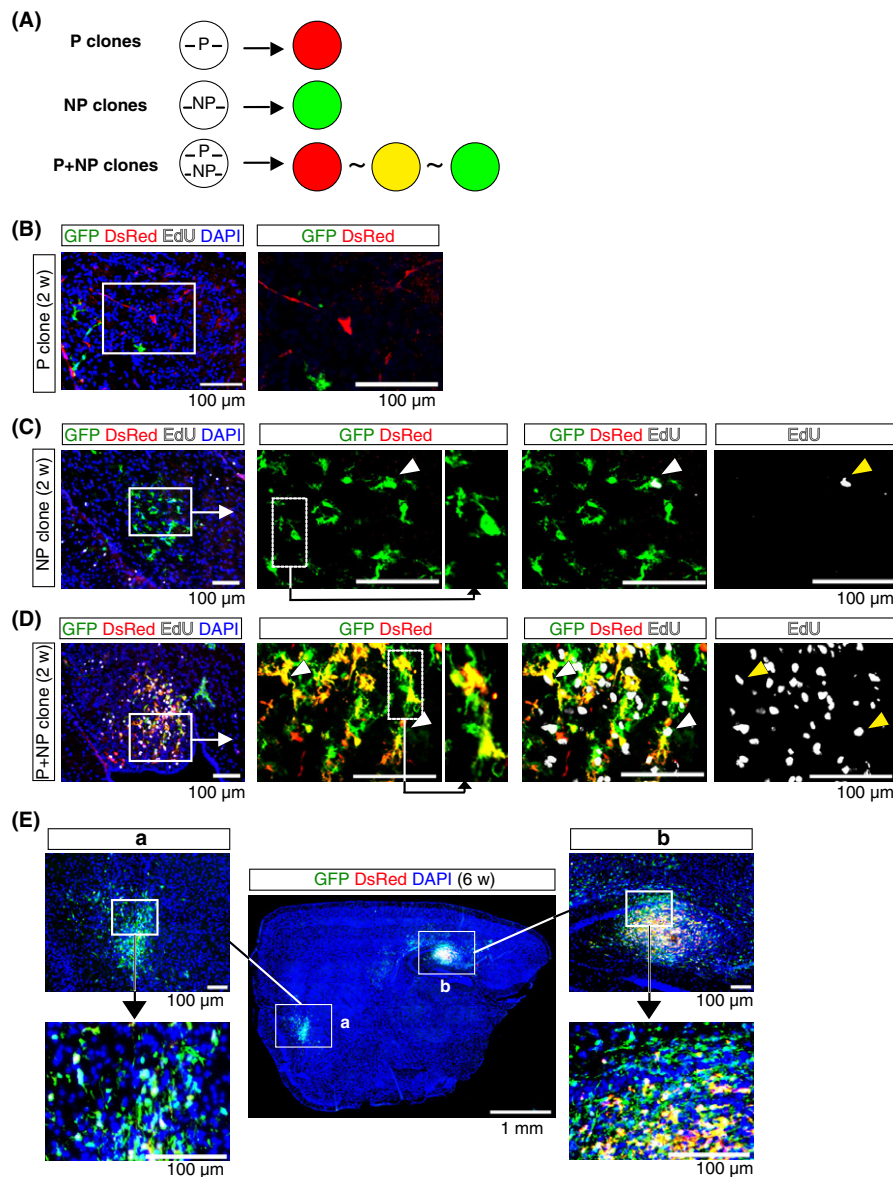 (A)
P clones
P
NP clones
NP
P+NP clones
P
NP
~ ~
(B)
GFP DsRed EdU DAPI
GFP DsRed
P clone (2 w)
100 µm
100 µm
(C)
GFP DsRed EdU DAPI
GFP DsRed
GFP DsRed EdU
EdU
NP clone (2 w)
100 µm
100 µm
(D)
GFP DsRed EdU DAPI
GFP DsRed
GFP DsRed EdU
EdU
P+NP clone (2 w)
100 µm
100 µm
(E)
a
GFP DsRed DAPI (6 w)
b
a
b
100 µm
100 µm
1 mm
100 µm
100 µm